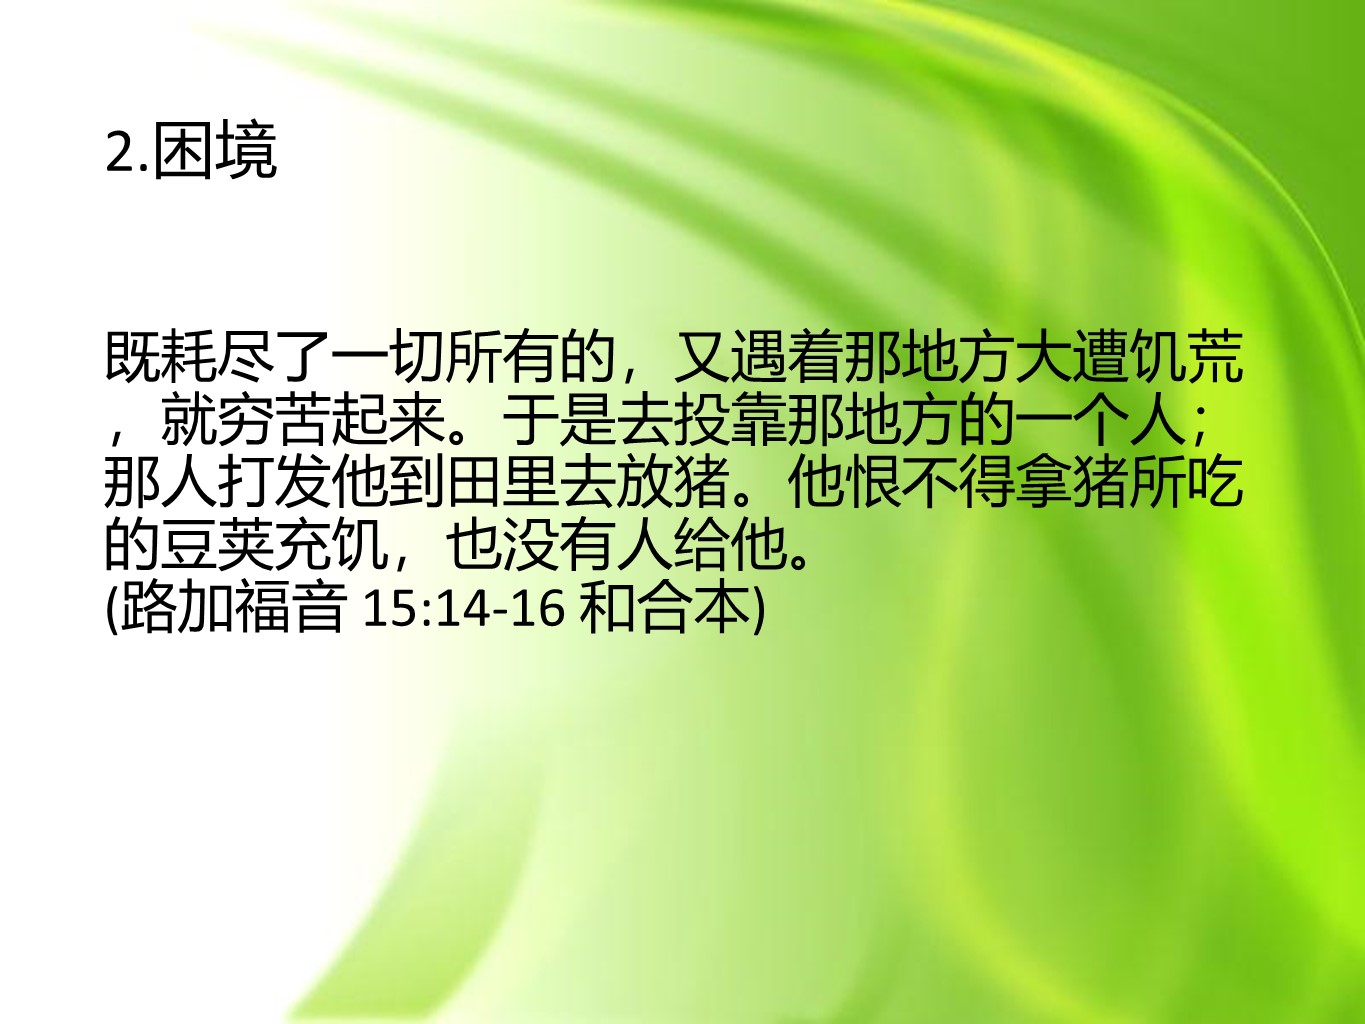 2.困境
既耗尽了一切所有的，又遇着那地方大遭饥荒
，就穷苦起来。于是去投靠那地方的一个人；
那人打发他到田里去放猪。他恨不得拿猪所吃
的豆荚充饥，也没有人给他。
(路加福音 15:14-16 和合本)